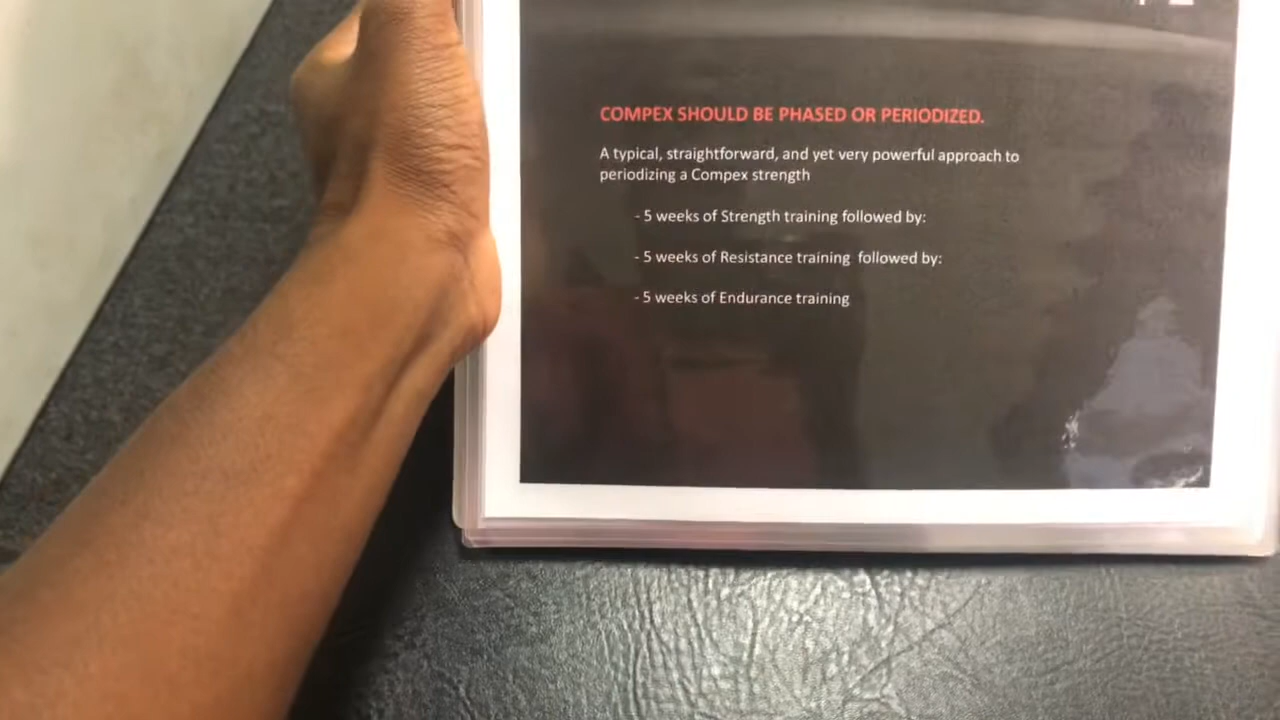 COMPEX SHOULD BE PHASED OR PERIODIZED.
A typical, straightforward, and yet very powerful approach to
periodizing a Compex strength
- 5 weeks of Strength training followed by:
- 5 weeks of Resistance training  followed by:
- 5 weeks of Endurance training